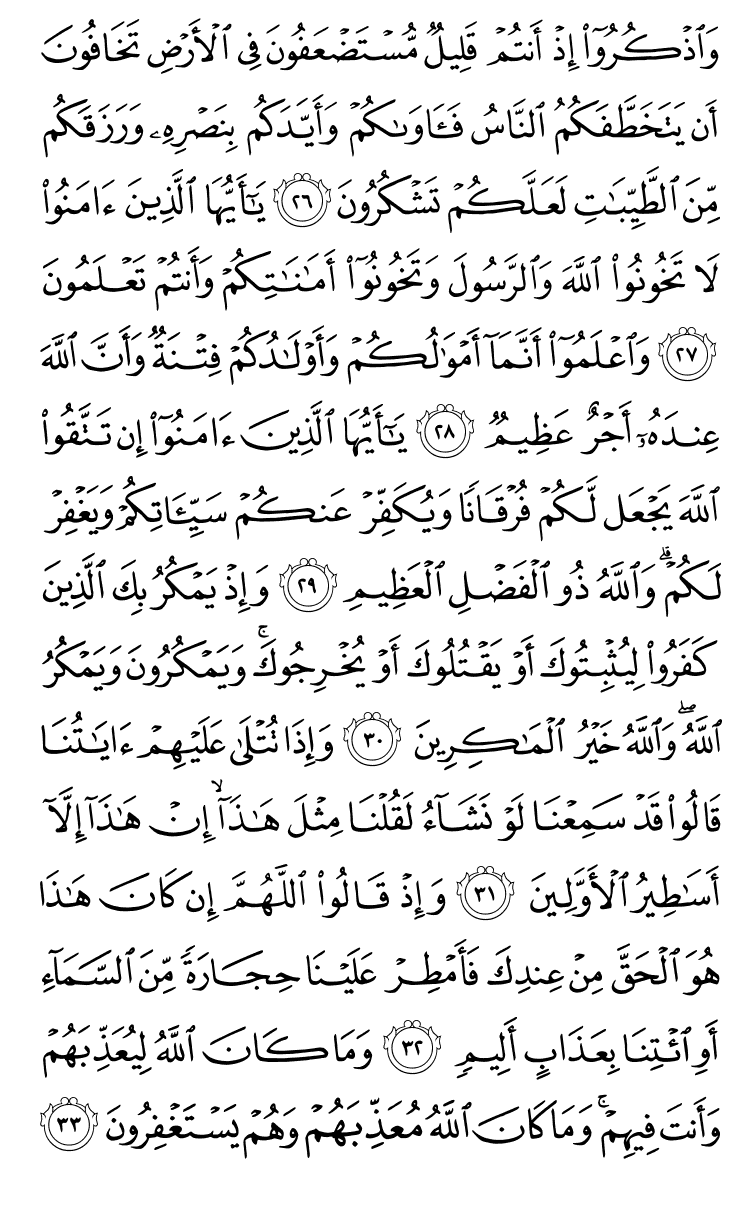 وَٱذۡكُرُوٓاْ إِذۡ أَنتُمۡ قَلِيلٞ مُّسۡتَضۡعَفُونَ فِي ٱلۡأَرۡضِ تَخَافُونَ
أَن يَتَخَطَّفَكُمُ ٱلنَّاسُ فَـَٔاوَىٰكُمۡ وَأَيَّدَكُم بِنَصۡرِهِۦ وَرَزَقَكُم
مِّنَ ٱلطَّيِّبَٰتِ لَعَلَّكُمۡ تَشۡكُرُونَ ٢٦ يَٰٓأَيُّهَا ٱلَّذِينَ ءَامَنُواْ
لَا تَخُونُواْ ٱللَّهَ وَٱلرَّسُولَ وَتَخُونُوٓاْ أَمَٰنَٰتِكُمۡ وَأَنتُمۡ تَعۡلَمُونَ
٢٧ وَٱعۡلَمُوٓاْ أَنَّمَآ أَمۡوَٰلُكُمۡ وَأَوۡلَٰدُكُمۡ فِتۡنَةٞ وَأَنَّ ٱللَّهَ
عِندَهُۥٓ أَجۡرٌ عَظِيمٞ ٢٨ يَٰٓأَيُّهَا ٱلَّذِينَ ءَامَنُوٓاْ إِن تَتَّقُواْ
ٱللَّهَ يَجۡعَل لَّكُمۡ فُرۡقَانٗا وَيُكَفِّرۡ عَنكُمۡ سَيِّـَٔاتِكُمۡ وَيَغۡفِرۡ
لَكُمۡۗ وَٱللَّهُ ذُو ٱلۡفَضۡلِ ٱلۡعَظِيمِ ٢٩ وَإِذۡ يَمۡكُرُ بِكَ ٱلَّذِينَ
كَفَرُواْ لِيُثۡبِتُوكَ أَوۡ يَقۡتُلُوكَ أَوۡ يُخۡرِجُوكَۚ وَيَمۡكُرُونَ وَيَمۡكُرُ
ٱللَّهُۖ وَٱللَّهُ خَيۡرُ ٱلۡمَٰكِرِينَ ٣٠ وَإِذَا تُتۡلَىٰ عَلَيۡهِمۡ ءَايَٰتُنَا
قَالُواْ قَدۡ سَمِعۡنَا لَوۡ نَشَآءُ لَقُلۡنَا مِثۡلَ هَٰذَآۙ إِنۡ هَٰذَآ إِلَّآ
أَسَٰطِيرُ ٱلۡأَوَّلِينَ ٣١ وَإِذۡ قَالُواْ ٱللَّهُمَّ إِن كَانَ هَٰذَا
هُوَ ٱلۡحَقَّ مِنۡ عِندِكَ فَأَمۡطِرۡ عَلَيۡنَا حِجَارَةٗ مِّنَ ٱلسَّمَآءِ
أَوِ ٱئۡتِنَا بِعَذَابٍ أَلِيمٖ ٣٢ وَمَا كَانَ ٱللَّهُ لِيُعَذِّبَهُمۡ
وَأَنتَ فِيهِمۡۚ وَمَا كَانَ ٱللَّهُ مُعَذِّبَهُمۡ وَهُمۡ يَسۡتَغۡفِرُونَ ٣٣